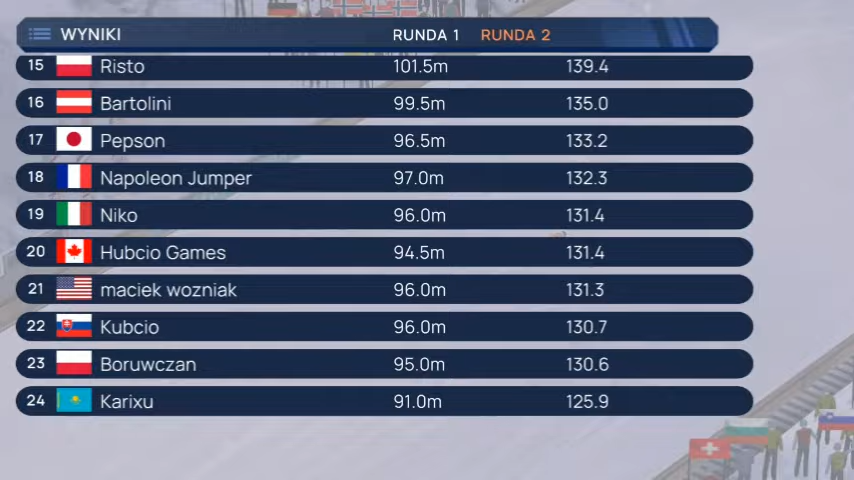 WYNIKI RUNDA 1 RUNDA 2
15 Risto 101.5m 139.4
16 Bartolini 99.5m 135.0
17 Pepson 96.5m 133.2
18 Napoleon Jumper 97.0m 132.3
19 Niko 96.0m 131.4
20 Hubcio Games 94.5m 131.4
21 maciek wozniak 96.0m 131.3
22 Kubcio 96.0m 130.7
23 Boruwczan 95.0m 130.6
24 Karixu 91.0m 125.9